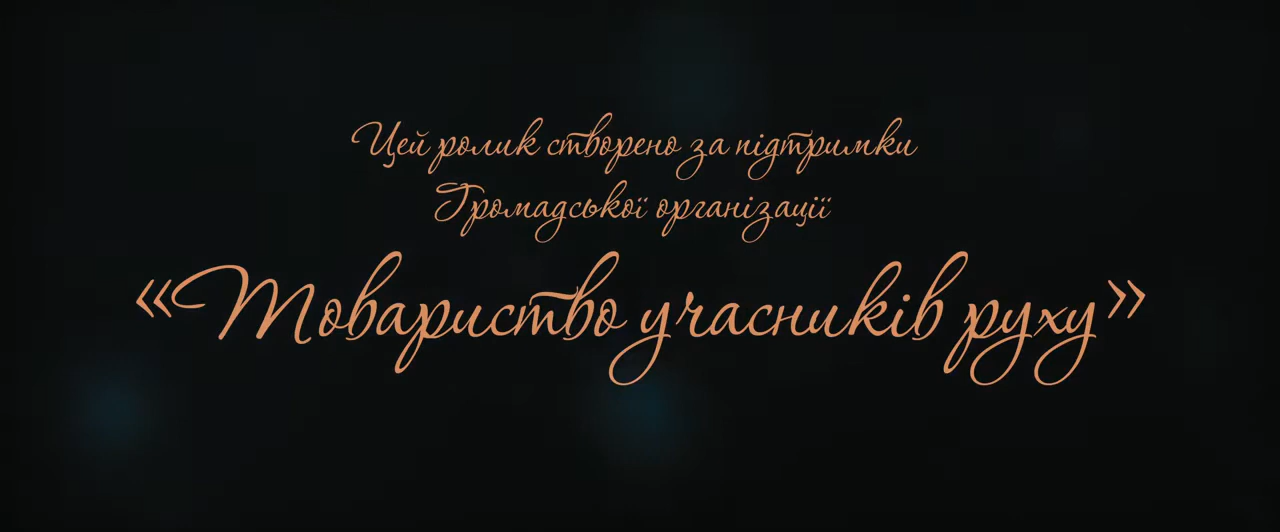 Цей ролик створено за підтримки
Громадської організації
«Товариство учасників руху»